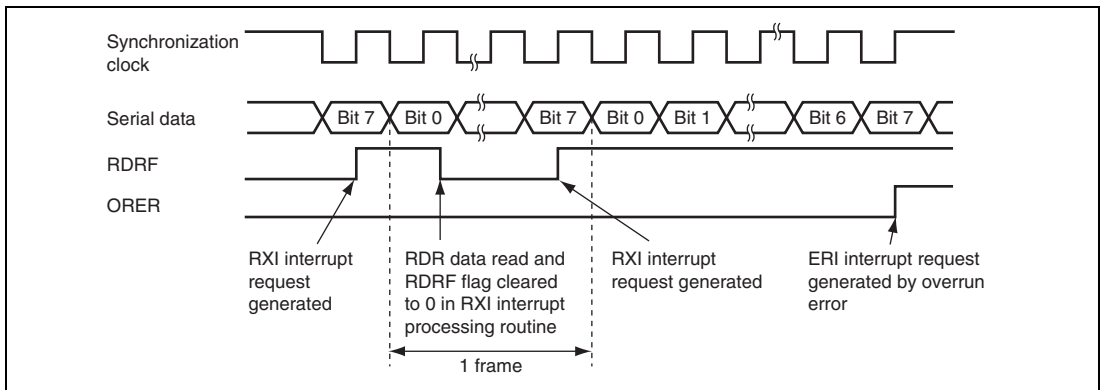 Synchronization
clock
Serial data
Bit 7
Bit 0
Bit 7
Bit 0
Bit 1
Bit 6
Bit 7
RDRF
ORER
RXI interrupt
request
generated
RDR data read and
RDRF flag cleared
to 0 in RXI interrupt
processing routine
RXI interrupt
request generated
ERI interrupt request
generated by overrun
error
1 frame